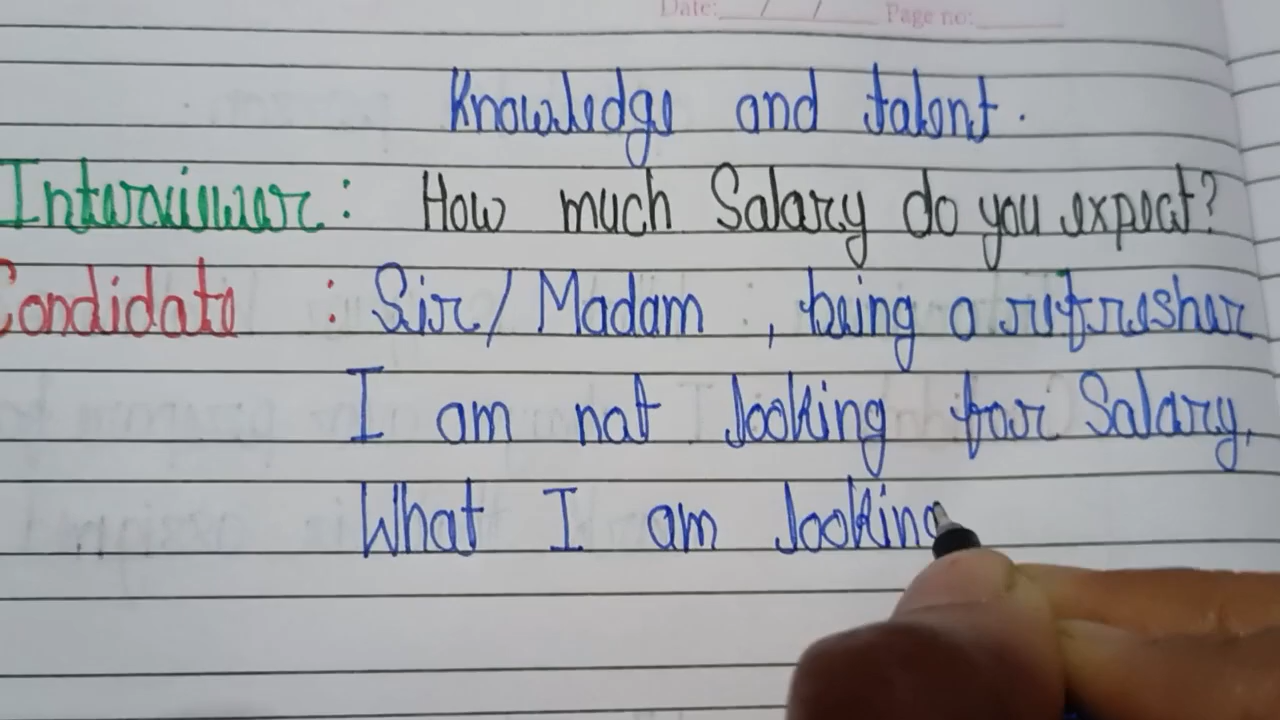 Date: / / Page no:
Knowledge and talent.
Interviewer: How much Salary do you expect?
Candidate : Sir/Madam , being a refresher
I am not looking for Salary,
What I am looking